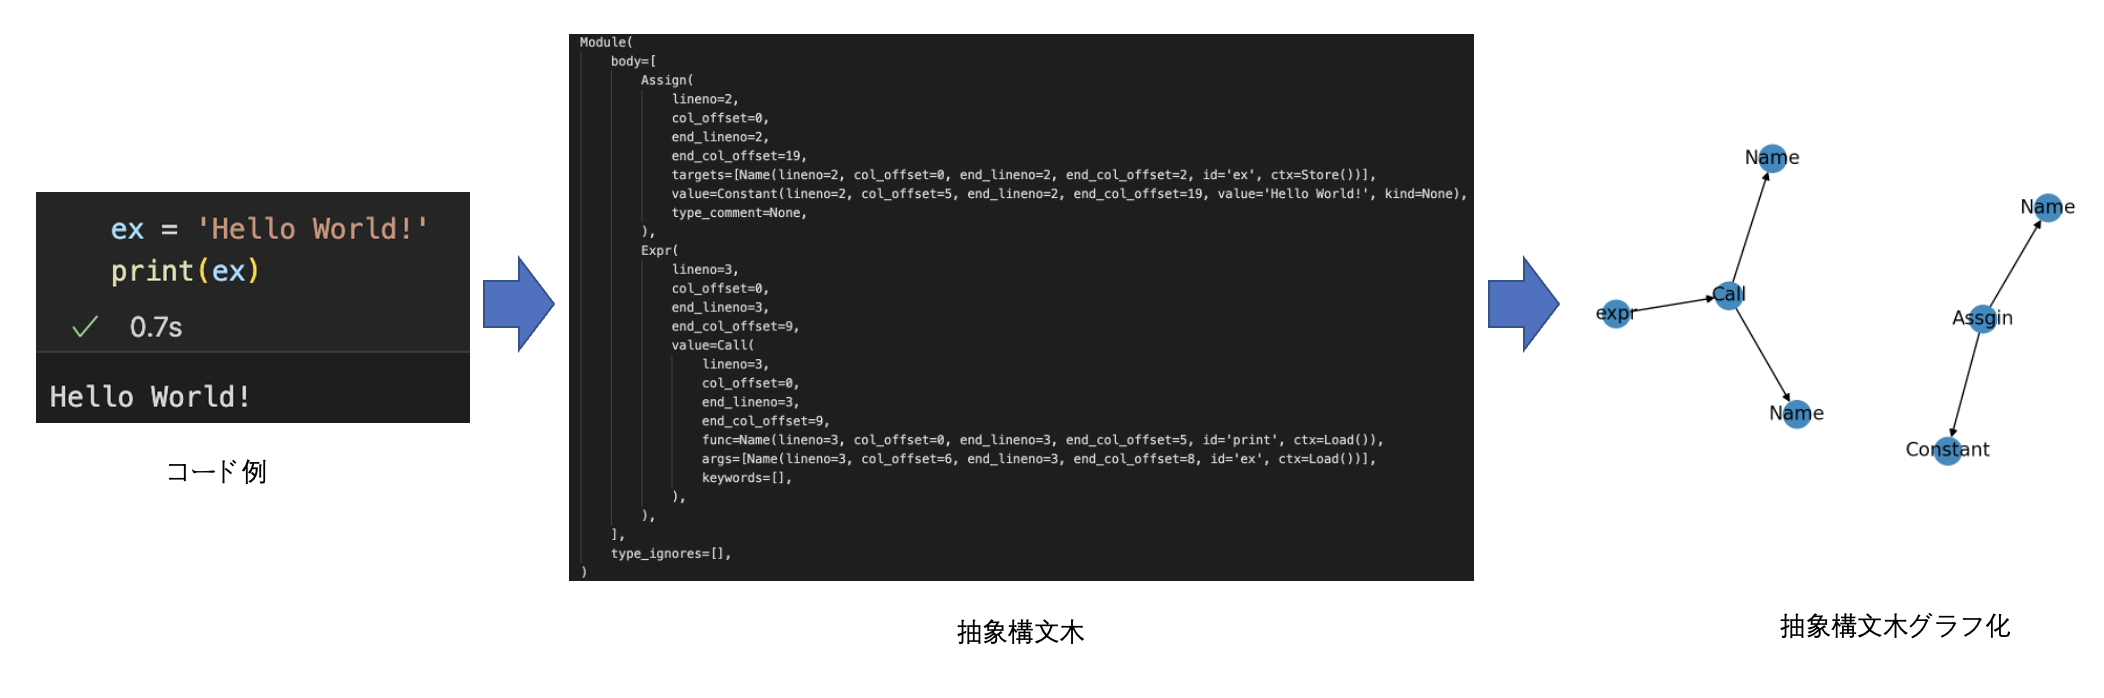 ex = 'Hello World!'
print(ex)
0.7s
Hello World!
コード例
Module(
body=[
Assign(
lineno=2,
col_offset=0,
end_lineno=2,
end_col_offset=19,
targets=[Name(lineno=2, col_offset=0, end_lineno=2, end_col_offset=2, id='ex', ctx=Store())],
value=Constant(lineno=2, col_offset=5, end_lineno=2, end_col_offset=19, value='Hello World!', kind=None),
type_comment=None,
),
Expr(
lineno=3,
col_offset=0,
end_lineno=3,
end_col_offset=9,
value=Call(
lineno=3,
col_offset=0,
end_lineno=3,
end_col_offset=9,
func=Name(lineno=3, col_offset=0, end_lineno=3, end_col_offset=5, id='print', ctx=Load()),
args=[Name(lineno=3, col_offset=6, end_lineno=3, end_col_offset=8, id='ex', ctx=Load())],
keywords=[],
),
),
],
type_ignores=[],
)
抽象構文木
Name
Call
expr
Name
Name
Assgin
Constant
抽象構文木グラフ化